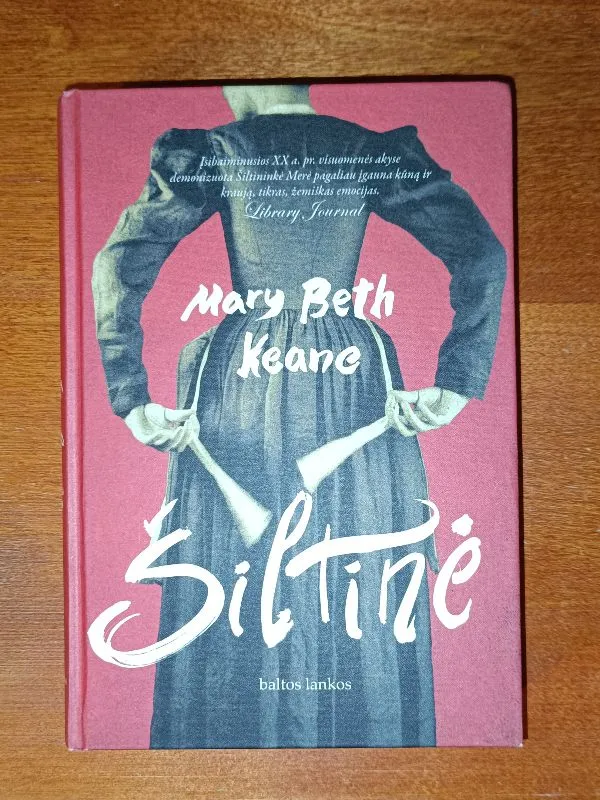 Įsibaiminusios XX a. pr. visuomenės akyse
demonizuota Šiltininkė Merė pagaliau įgauna kūną ir
kraują, tikras, žemiškas emocijas.
Library Journal
Mary Beth
Keane
Šiltinė
baltos lankos